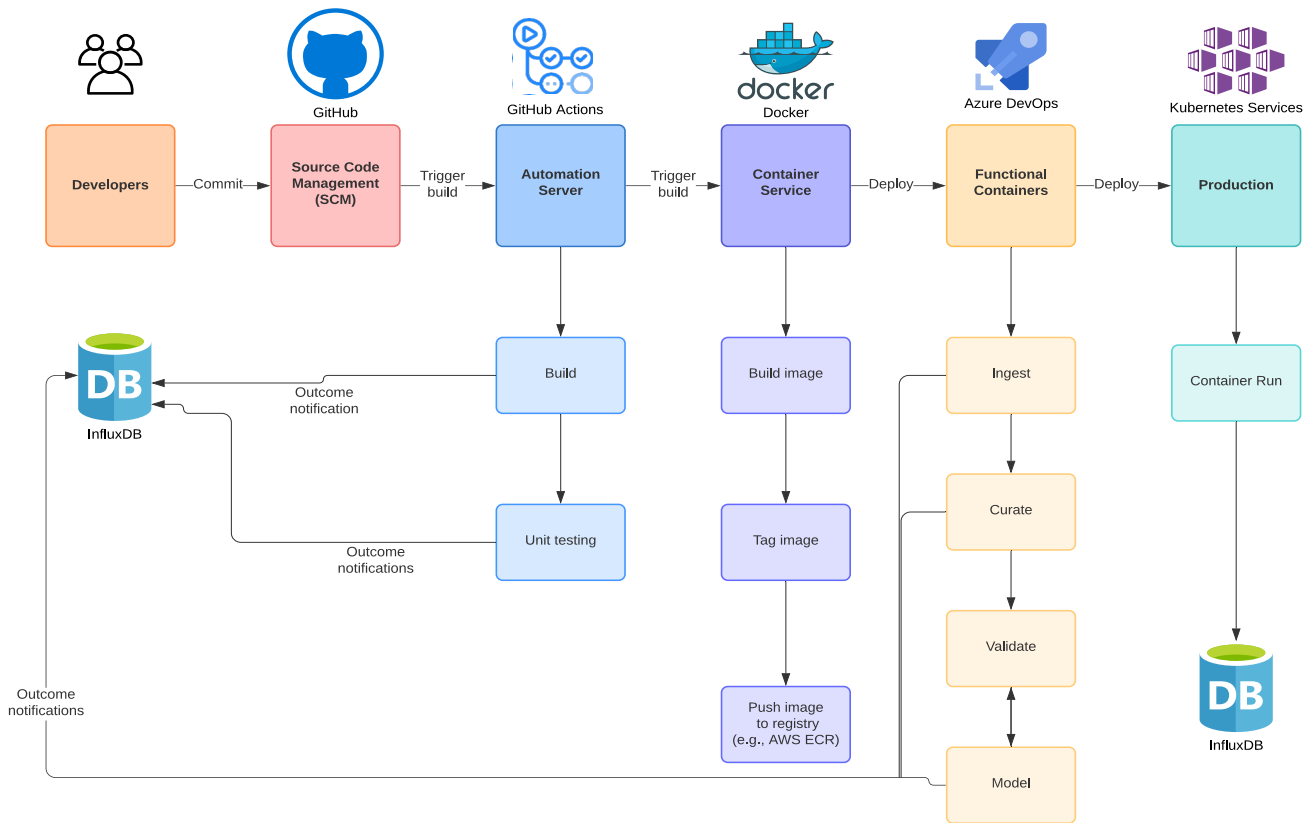 docker
GitHub
GitHub Actions
Docker
Azure DevOps
Kubernetes Services
Developers
Commit
Source Code
Management
(SCM)
Trigger
build
Automation
Server
Trigger
build
Container
Service
Deploy
Functional
Containers
Deploy
Production
DB
InfluxDB
Outcome
notification
Build
Build image
Ingest
Container Run
Outcome
notifications
Unit testing
Tag image
Curate
Validate
Outcome
notifications
Push image
to registry
(e.g., AWS ECR)
Model
DB
InfluxDB